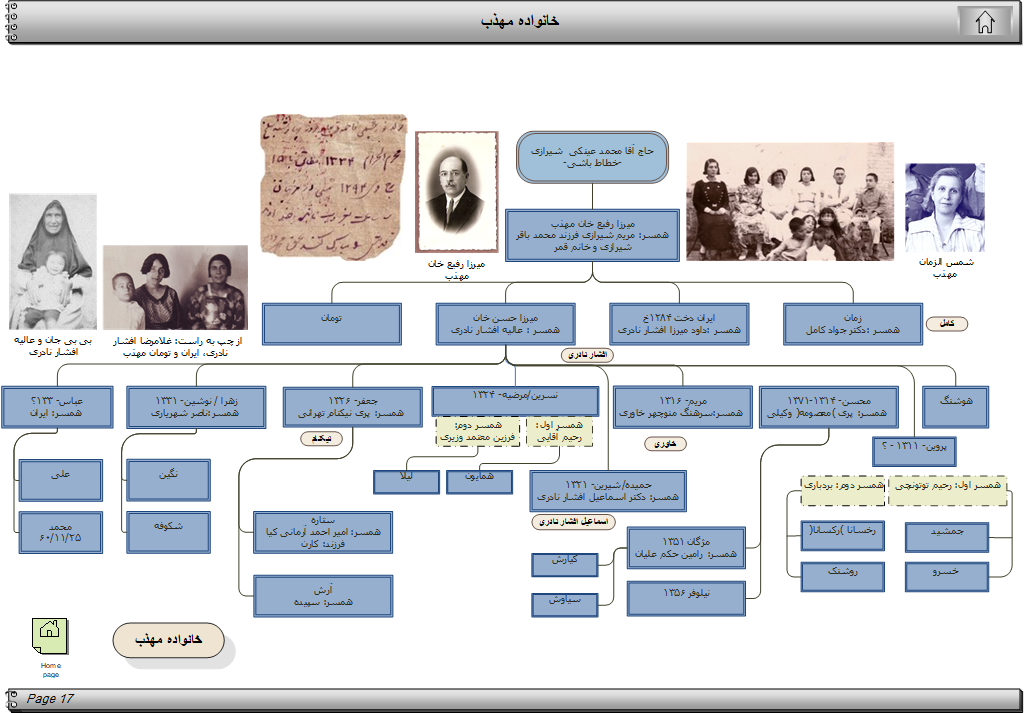 خانواده مهذب
حاج آقا محمد عینکی شیرازی
-خطاط باشی-
میرزا رفیع خان مهذب
همسر: مریم شیرازی فرزند محمد باقر
شیرازی و خانم قمر
میرزا رفیع خان
مهذب
شمس الزمان
مهذب
بی بی جان و عالیه
افشار نادری
از چپ به راست: غلامرضا افشار
نادری، ایران و تومان مهذب
زمان
همسر :دکتر جواد کامل
کامل
ایران دخت ۱۲۸۴خ
همسر :داود میرزا افشار نادری
میرزا حسن خان
همسر : عالیه افشار نادری
تومان
افشار نادری
هوشنگ
محسن- ۱۳۱۴-۱۳۷۱
همسر: پری )معصومه( وکیلی
مریم- ۱۳۱۶
همسر:سرهنگ منوچهر خاوری
نسرین/مرضیه- ۱۳۲۴
جعفر- ۱۳۲۶
همسر: پری نیکنام تهرانی
زهرا / نوشین- ۱۳۳۱
همسر:ناصر شهریاری
عباس- ۱۳۳؟
همسر: ایران
خاوری
نیکنام
همسر اول:
رحیم اقایی
همسر دوم:
فرزین معتمد وزیری
پروین- ۱۳۱۱ - ؟
همایون
لیلا
حمیده/شیرین- ۱۳۲۱
همسر: دکتر اسماعیل افشار نادری
اسماعیل افشار نادری
همسر اول: رحیم توتونچی
همسر دوم: بردباری
جمشید
خسرو
رخسانا )رکسانا(
روشنک
مژگان ۱۳۵۱
همسر: رامین حکم علیان
نیلوفر ۱۳۵۶
کیارش
سیاوش
ستاره
همسر: امیر احمد آرمانی کیا
فرزند: کارن
آرش
همسر: سپیده
نگین
شکوفه
علی
محمد
۶۰/۱۱/۲۵
خانواده مهذب
Home
page
Page 17